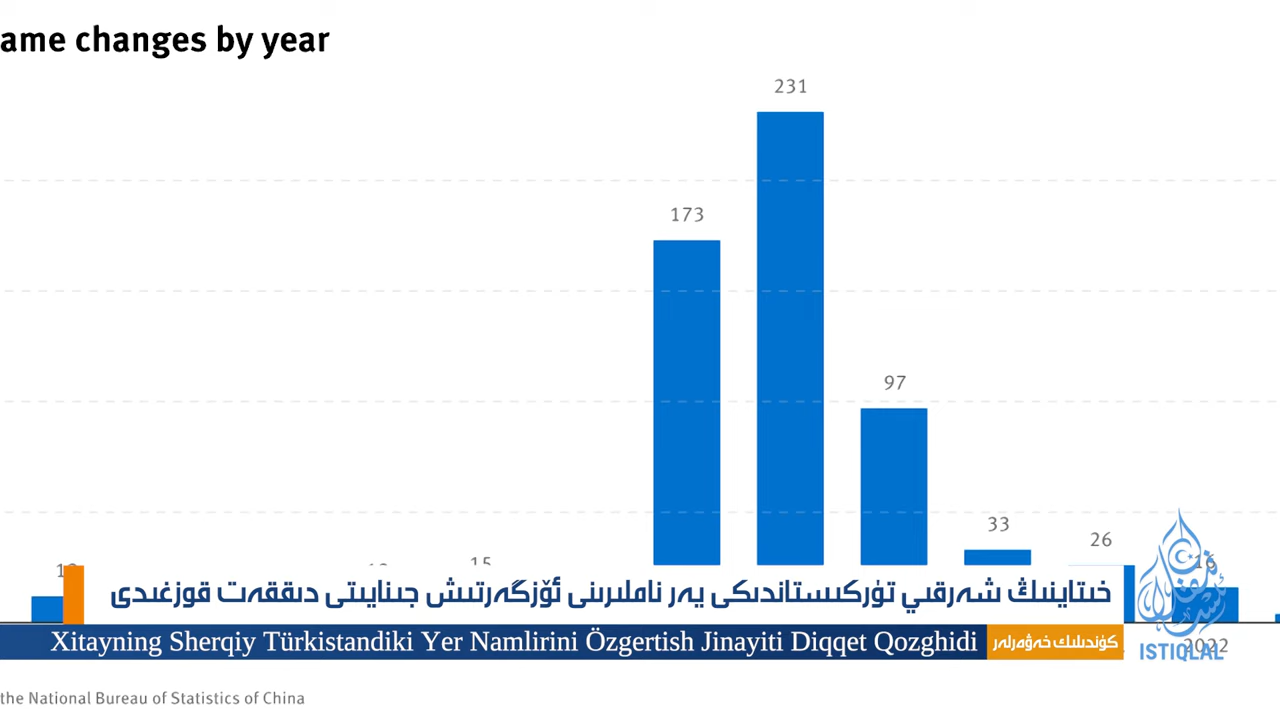 ame changes by year
231
173
97
33
26
15
16
خىتاينىڭ شەرقىي تۈركىستاندىكى يەر ناملىرىنى ئۆزگەرتىش جىنايىتى دىققەت قوزغىدى
Xitayning Sherqiy Türkistandiki Yer Namlirini Özgertish Jinayiti Diqqet Qozghidi
كۈندىلىك خەۋەرلەر
ISTIQLAL
2022
the National Bureau of Statistics of China